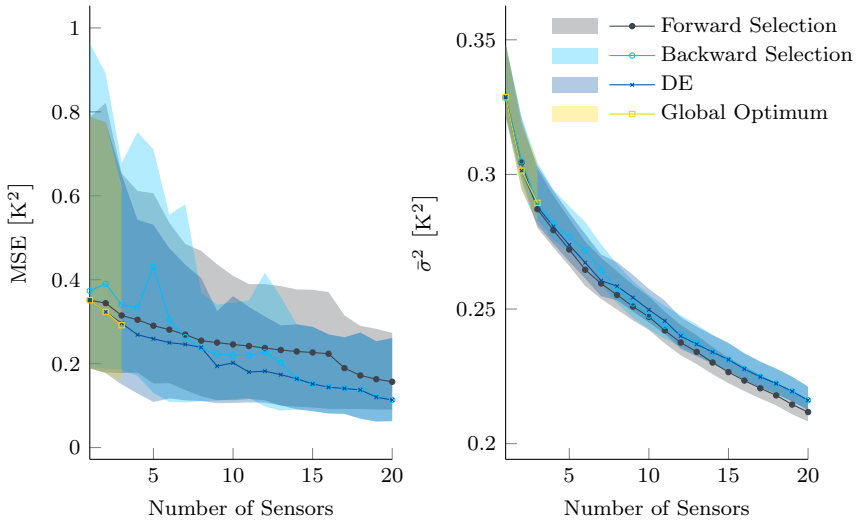 1
0.8
0.6
0.4
0.2
0
MSE [K²]
5
10
15
20
Number of Sensors
0.35
0.3
0.25
0.2
σ̄² [K²]
5
10
15
20
Number of Sensors
Forward Selection
Backward Selection
DE
Global Optimum